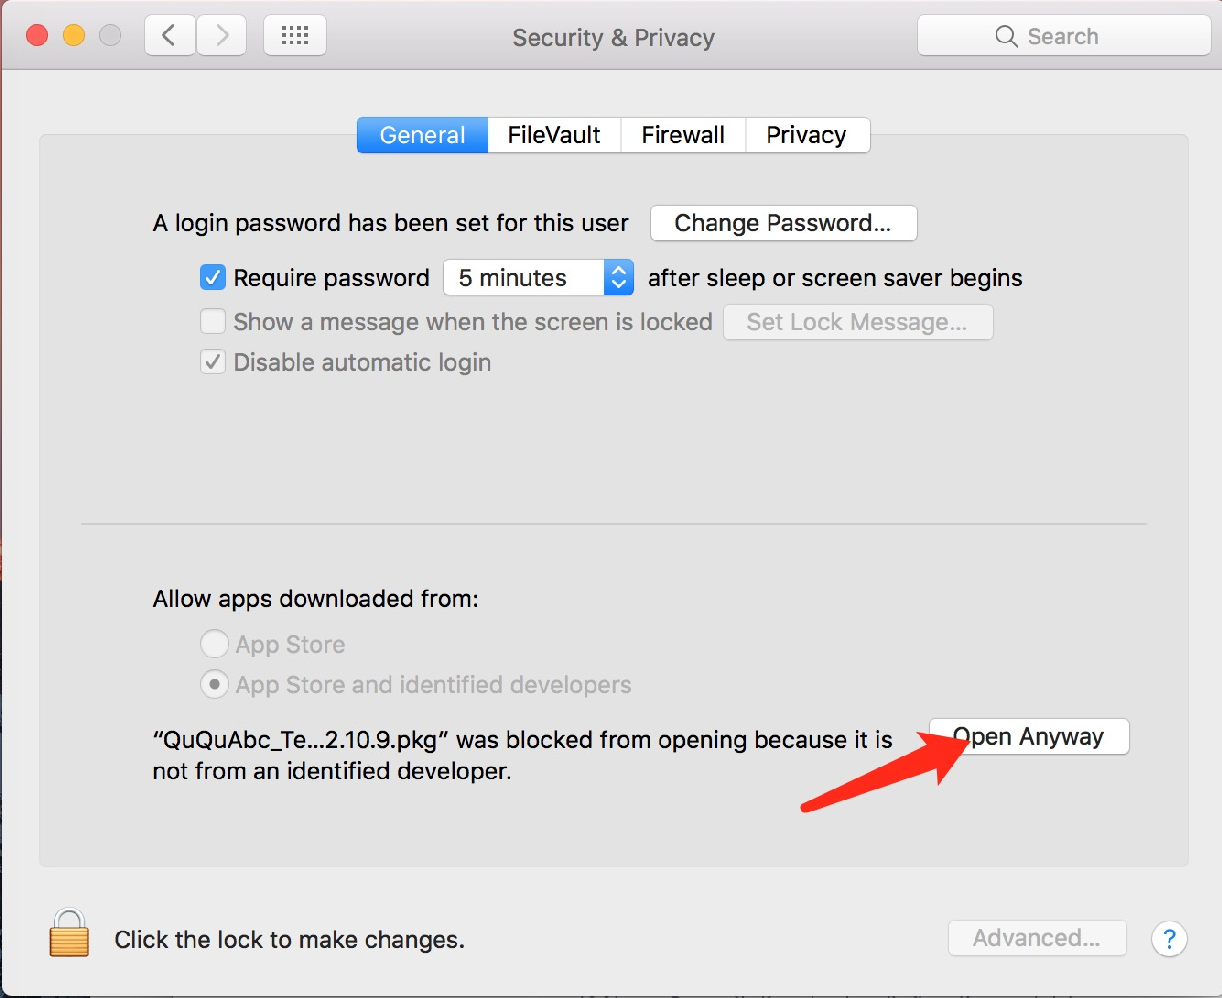 Security & Privacy
Search
General
FileVault
Firewall
Privacy
A login password has been set for this user
Change Password...
Require password
5 minutes
after sleep or screen saver begins
Show a message when the screen is locked
Set Lock Message...
Disable automatic login
Allow apps downloaded from:
App Store
App Store and identified developers
“QuQuAbc_Te...2.10.9.pkg” was blocked from opening because it is
Open Anyway
not from an identified developer.
Click the lock to make changes.
Advanced...
?